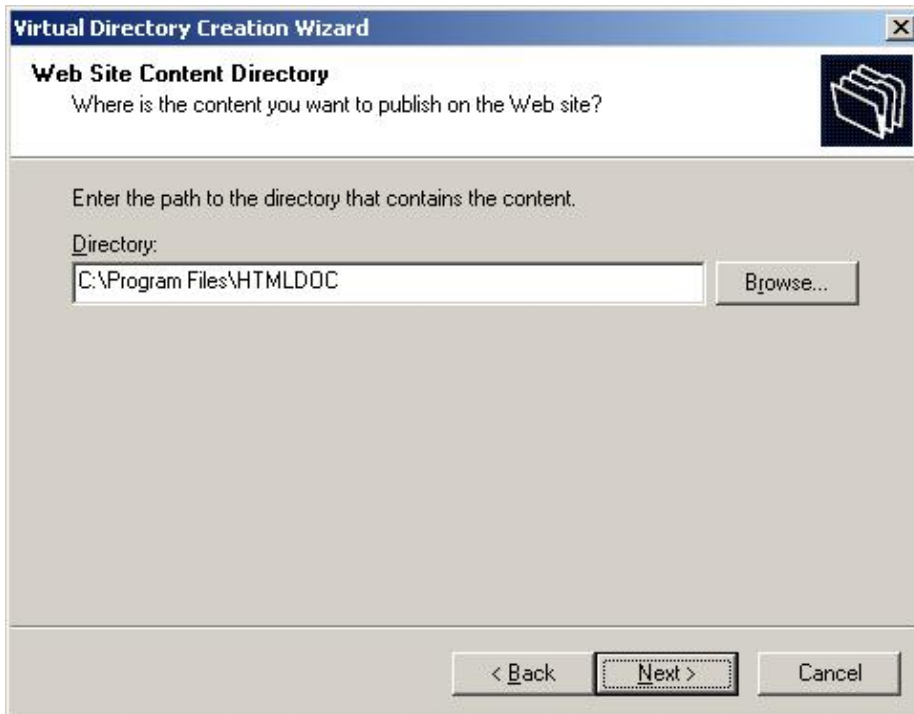 Virtual Directory Creation Wizard
Web Site Content Directory
Where is the content you want to publish on the Web site?
Enter the path to the directory that contains the content.
Directory:
C:\Program Files\HTMLDOC
Browse...
< Back
Next >
Cancel